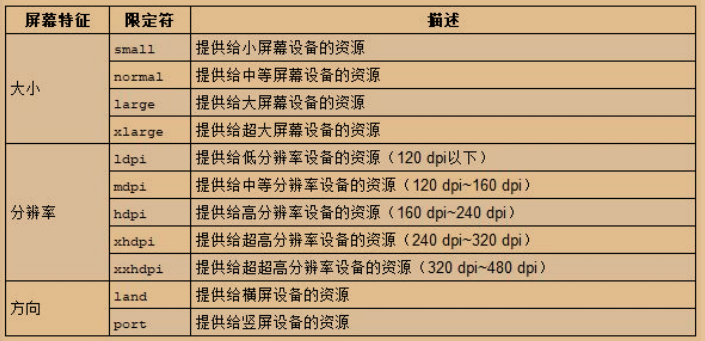 屏幕特征 限定符 描述
大小 small 提供给小屏幕设备的资源
normal 提供给中等屏幕设备的资源
large 提供给大屏幕设备的资源
xlarge 提供给超大屏幕设备的资源
分辨率 ldpi 提供给低分辨率设备的资源（120 dpi以下）
mdpi 提供给中等分辨率设备的资源（120 dpi~160 dpi）
hdpi 提供给高分辨率设备的资源（160 dpi~240 dpi）
xhdpi 提供给超高分辨率设备的资源（240 dpi~320 dpi）
xxhdpi 提供给超超高分辨率设备的资源（320 dpi~480 dpi）
方向 land 提供给横屏设备的资源
port 提供给竖屏设备的资源